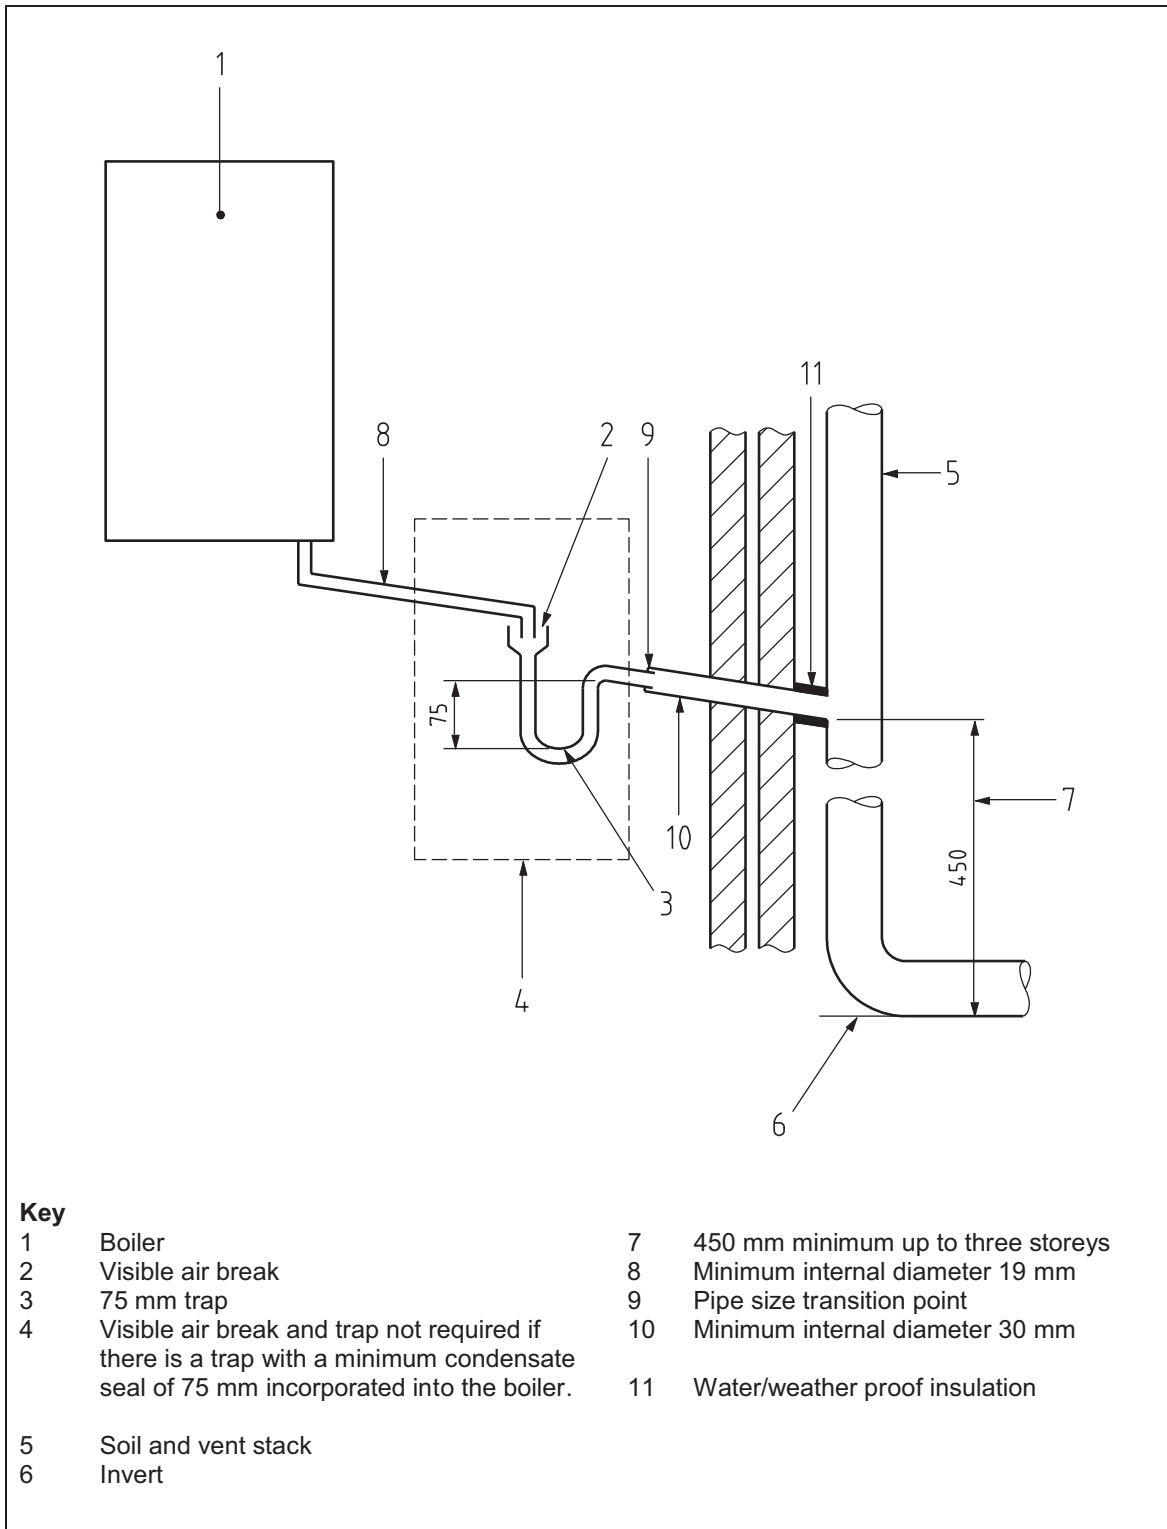 1
11
8
2
9
5
75
7
10
450
3
4
6
Key
1 Boiler
2 Visible air break
3 75 mm trap
4 Visible air break and trap not required if
there is a trap with a minimum condensate
seal of 75 mm incorporated into the boiler.
5 Soil and vent stack
6 Invert
7 450 mm minimum up to three storeys
8 Minimum internal diameter 19 mm
9 Pipe size transition point
10 Minimum internal diameter 30 mm
11 Water/weather proof insulation